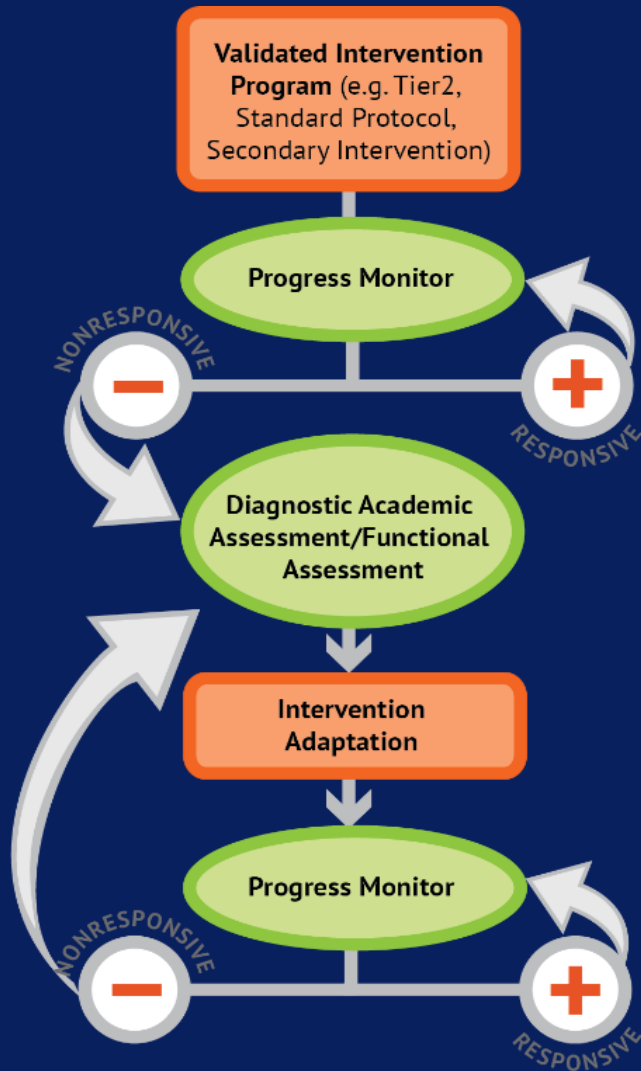 Validated Intervention
Program (e.g. Tier2,
Standard Protocol,
Secondary Intervention)
Progress Monitor
NONRESPONSIVE
RESPONSIVE
Diagnostic Academic
Assessment/Functional
Assessment
Intervention
Adaptation
Progress Monitor
NONRESPONSIVE
RESPONSIVE